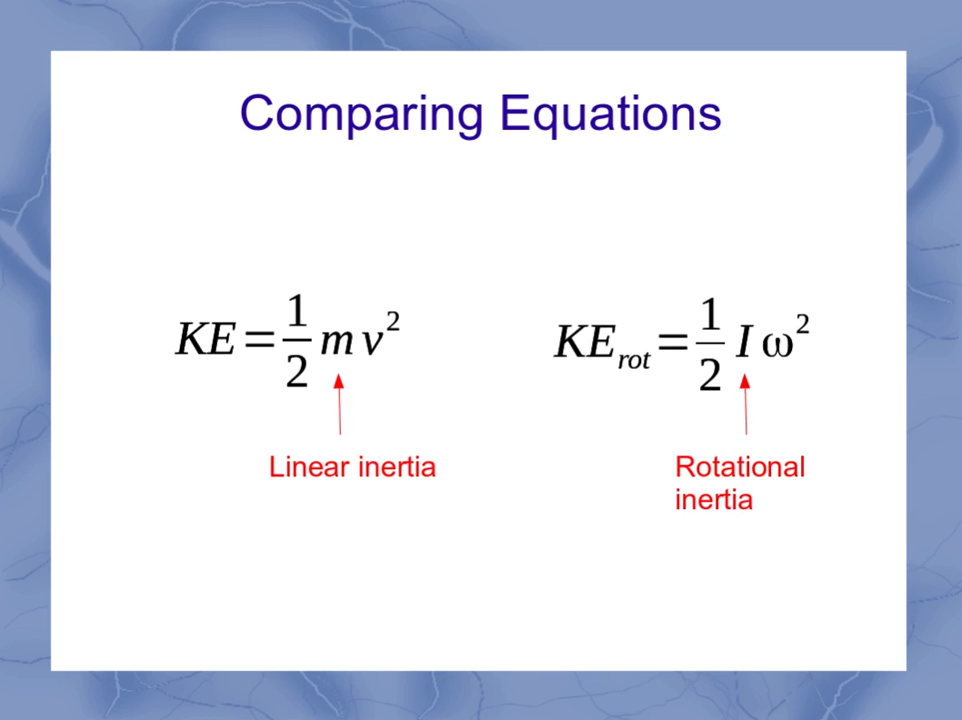 Comparing Equations
KE = 1/2 m v²
KE_rot = 1/2 I ω²
Linear inertia
Rotational
inertia